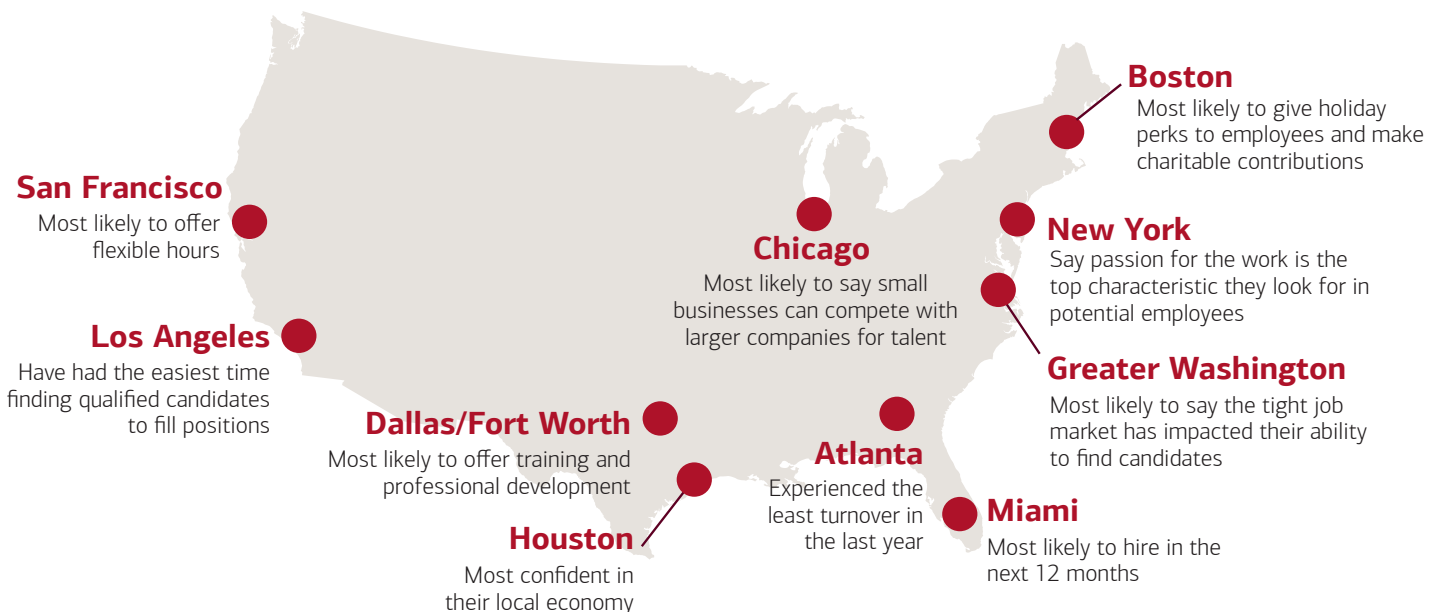 Boston
Most likely to give holiday
perks to employees and make
charitable contributions
San Francisco
Most likely to offer
flexible hours
Chicago
Most likely to say small
businesses can compete with
larger companies for talent
New York
Say passion for the work is the
top characteristic they look for in
potential employees
Los Angeles
Have had the easiest time
finding qualified candidates
to fill positions
Greater Washington
Most likely to say the tight job
market has impacted their ability
to find candidates
Dallas/Fort Worth
Most likely to offer training and
professional development
Atlanta
Experienced the
least turnover in
the last year
Houston
Most confident in
their local economy
Miami
Most likely to hire in the
next 12 months